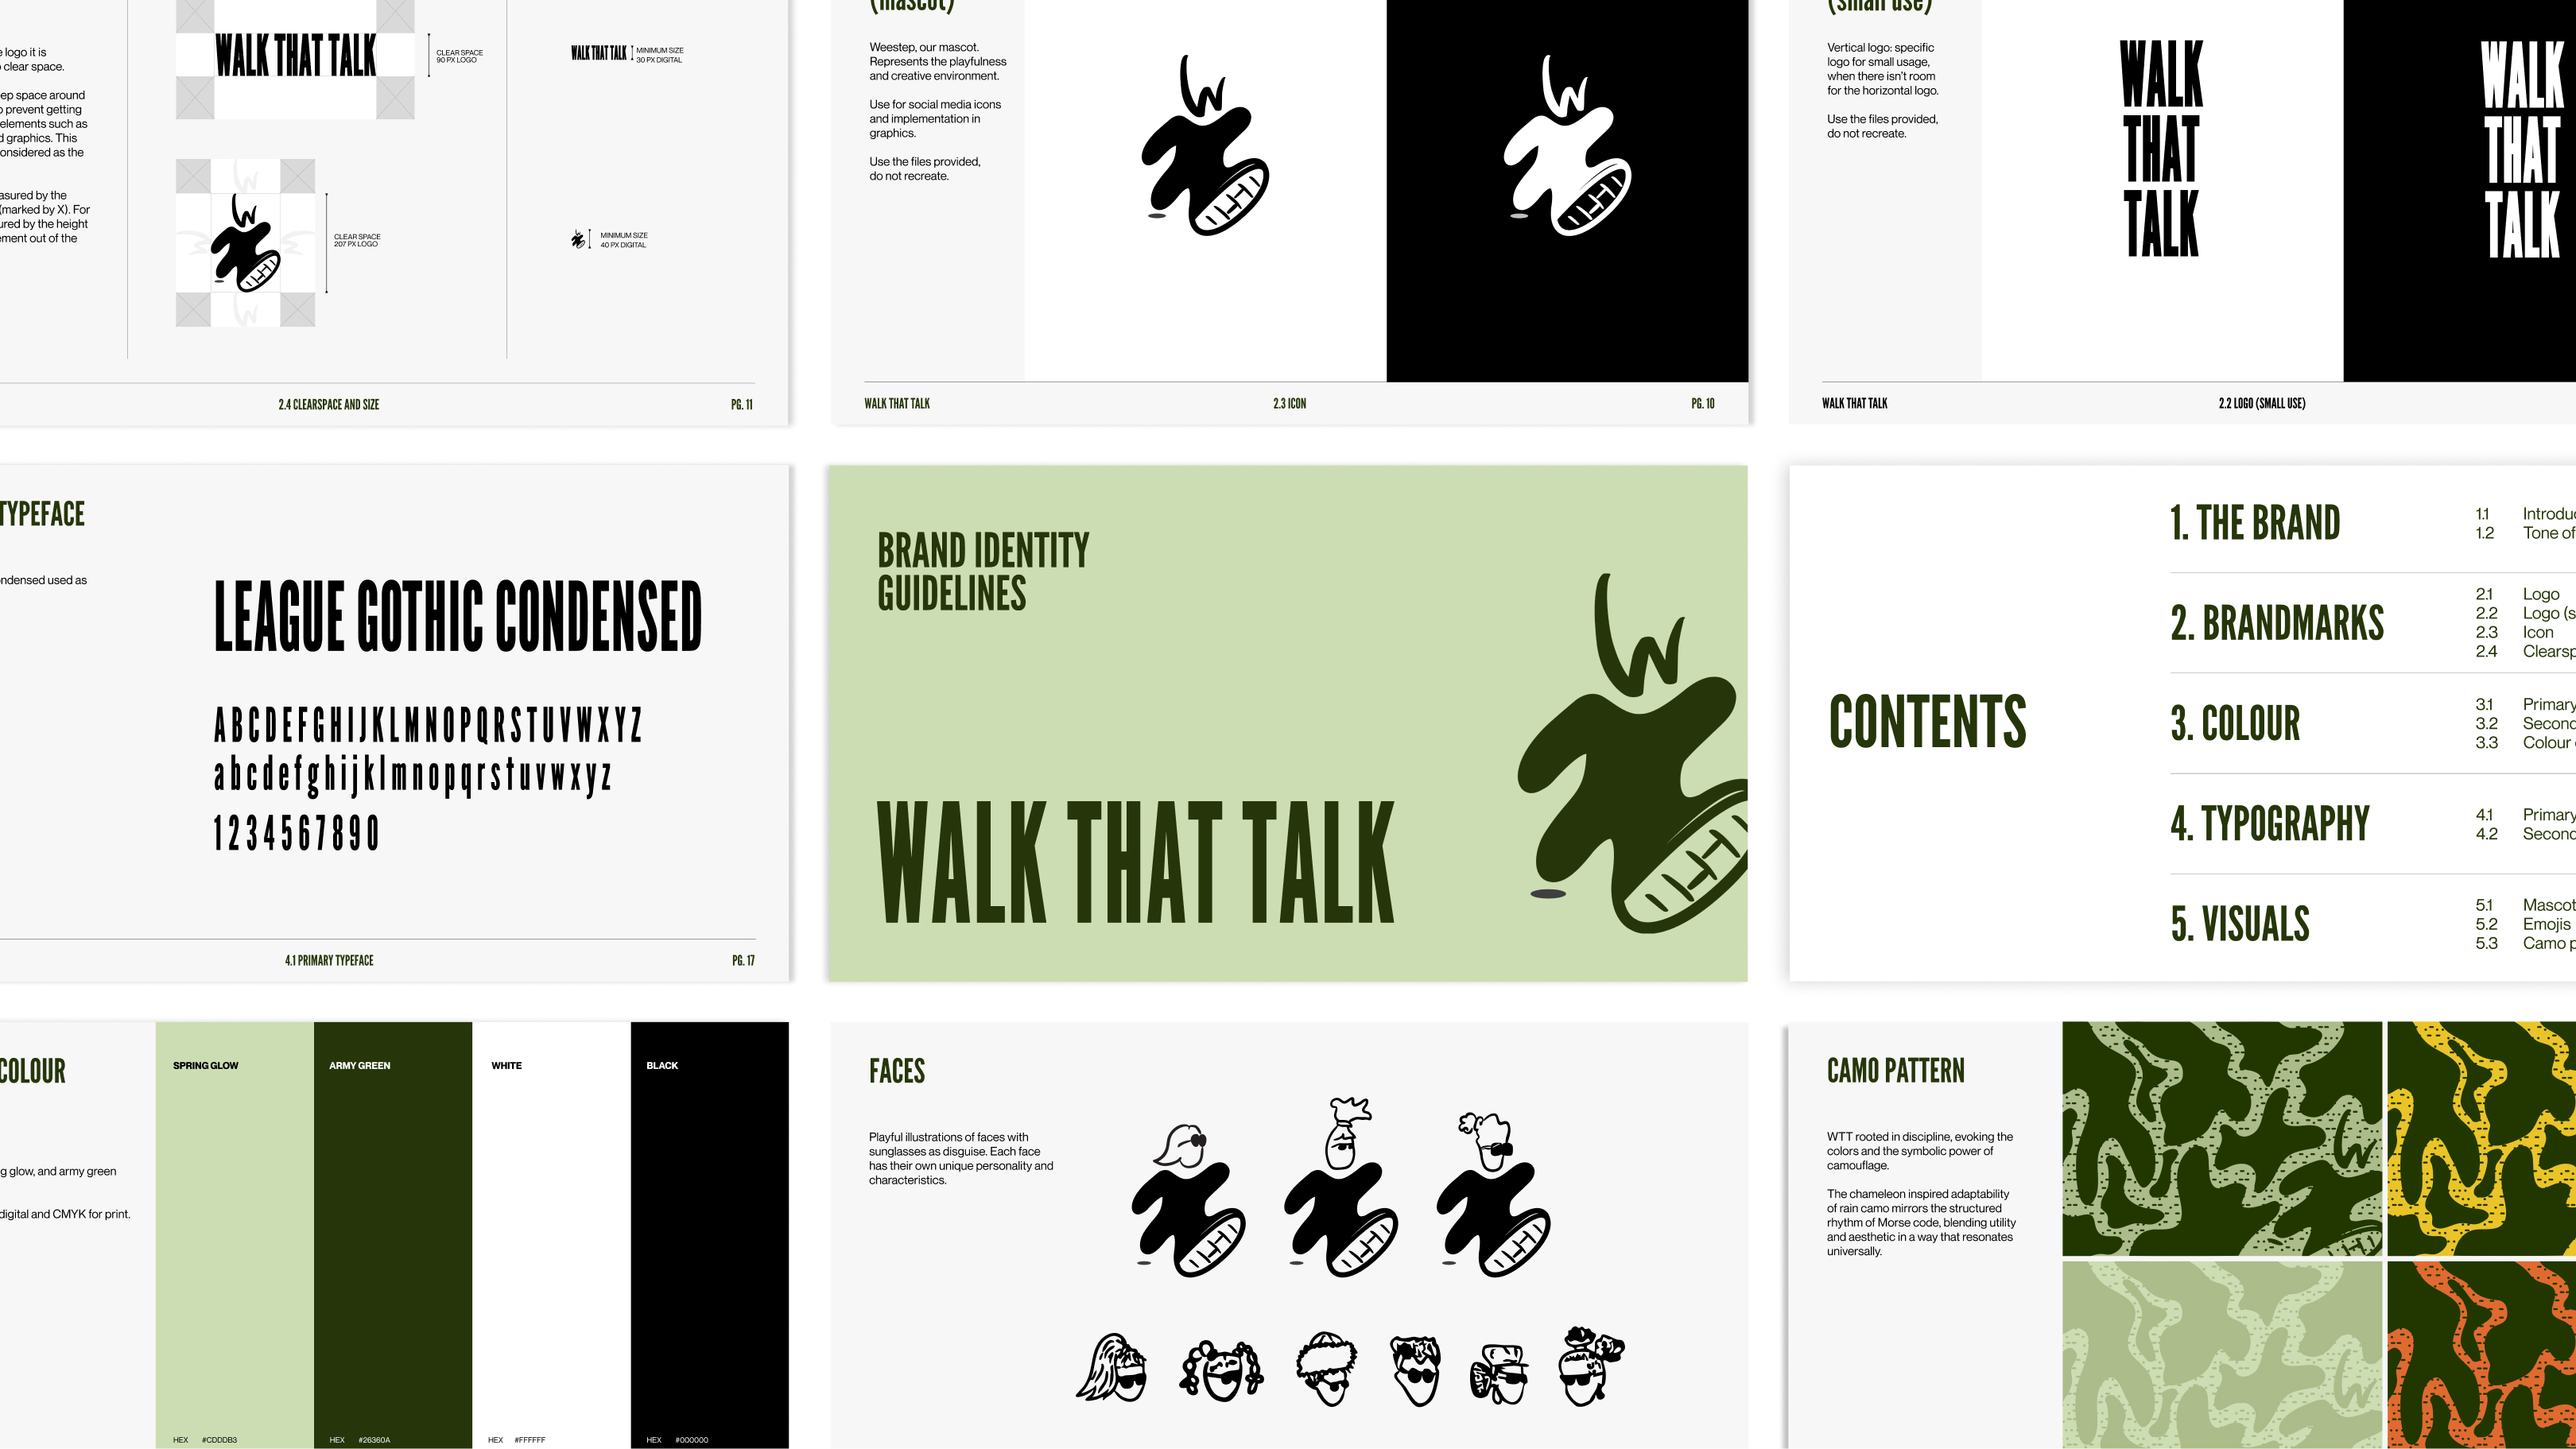 e logo it is
o clear space.
ep space around
o prevent getting
elements such as
d graphics. This
onsidered as the
asured by the
(marked by X). For
ured by the height
ement out of the
WALK THAT TALK
CLEAR SPACE
90 PX LOGO
WALK THAT TALK
MINIMUM SIZE
30 PX DIGITAL
CLEAR SPACE
207 PX LOGO
MINIMUM SIZE
40 PX DIGITAL
2.4 CLEARSPACE AND SIZE
PG. 11
(mascot)
Weestep, our mascot.
Represents the playfulness
and creative environment.
Use for social media icons
and implementation in
graphics.
Use the files provided,
do not recreate.
WALK THAT TALK
2.3 ICON
PG. 10
(small use)
Vertical logo: specific
logo for small usage,
when there isn't room
for the horizontal logo.
Use the files provided,
do not recreate.
WALK
THAT
TALK
WALK
THAT
TALK
WALK THAT TALK
2.2 LOGO (SMALL USE)
TYPEFACE
ndensed used as
LEAGUE GOTHIC CONDENSED
ABCDEFGHIJKLMNOPQRSTUVWXYZ
abcdefghijklmnopqrstuvwxyz
1234567890
4.1 PRIMARY TYPEFACE
PG. 17
BRAND IDENTITY
GUIDELINES
WALK THAT TALK
CONTENTS
1. THE BRAND
1.1 Introduc
1.2 Tone of
2. BRANDMARKS
2.1 Logo
2.2 Logo (s
2.3 Icon
2.4 Clearsp
3. COLOUR
3.1 Primary
3.2 Second
3.3 Colour
4. TYPOGRAPHY
4.1 Primary
4.2 Second
5. VISUALS
5.1 Mascot
5.2 Emojis
5.3 Camo p
COLOUR
g glow, and army green
digital and CMYK for print.
SPRING GLOW
HEX #CDDDB3
ARMY GREEN
HEX #26360A
WHITE
HEX #FFFFFF
BLACK
HEX #000000
FACES
Playful illustrations of faces with
sunglasses as disguise. Each face
has their own unique personality and
characteristics.
CAMO PATTERN
WTT rooted in discipline, evoking the
colors and the symbolic power of
camouflage.
The chameleon inspired adaptability
of rain camo mirrors the structured
rhythm of Morse code, blending utility
and aesthetic in a way that resonates
universally.